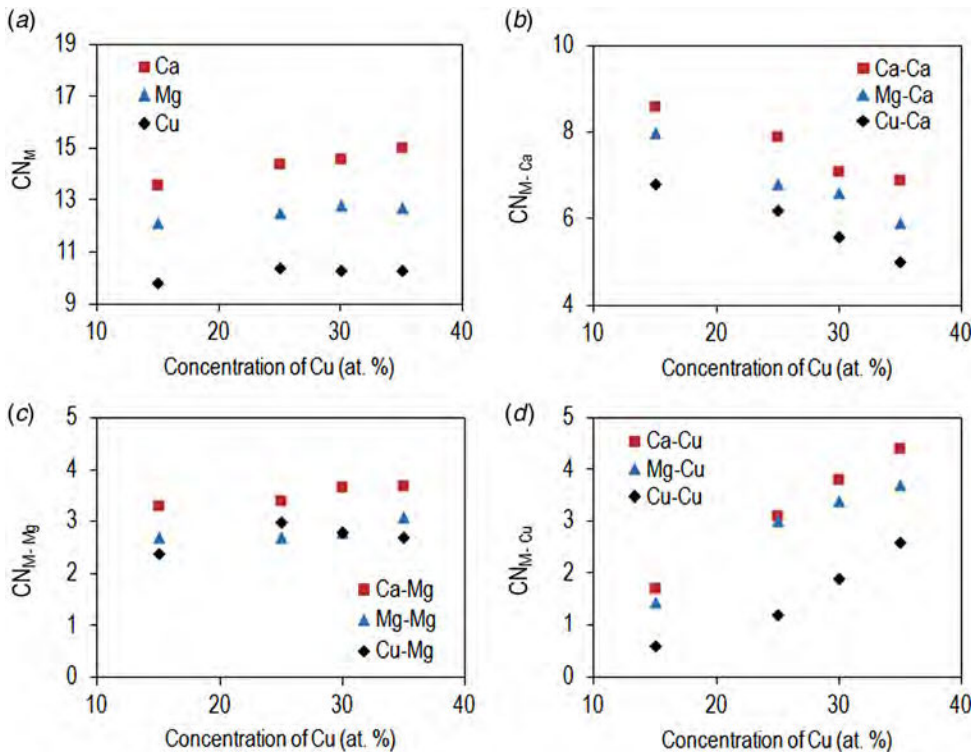 (a)
19
17
15
13
11
9
CN_M
Ca
Mg
Cu
10
20
30
40
Concentration of Cu (at. %)
(b)
10
8
6
4
CN_M- Ca
Ca-Ca
Mg-Ca
Cu-Ca
10
20
30
40
Concentration of Cu (at. %)
(c)
5
4
3
2
1
0
CN_M- Mg
Ca-Mg
Mg-Mg
Cu-Mg
10
20
30
40
Concentration of Cu (at. %)
(d)
5
4
3
2
1
0
CN_M- Cu
Ca-Cu
Mg-Cu
Cu-Cu
10
20
30
40
Concentration of Cu (at. %)